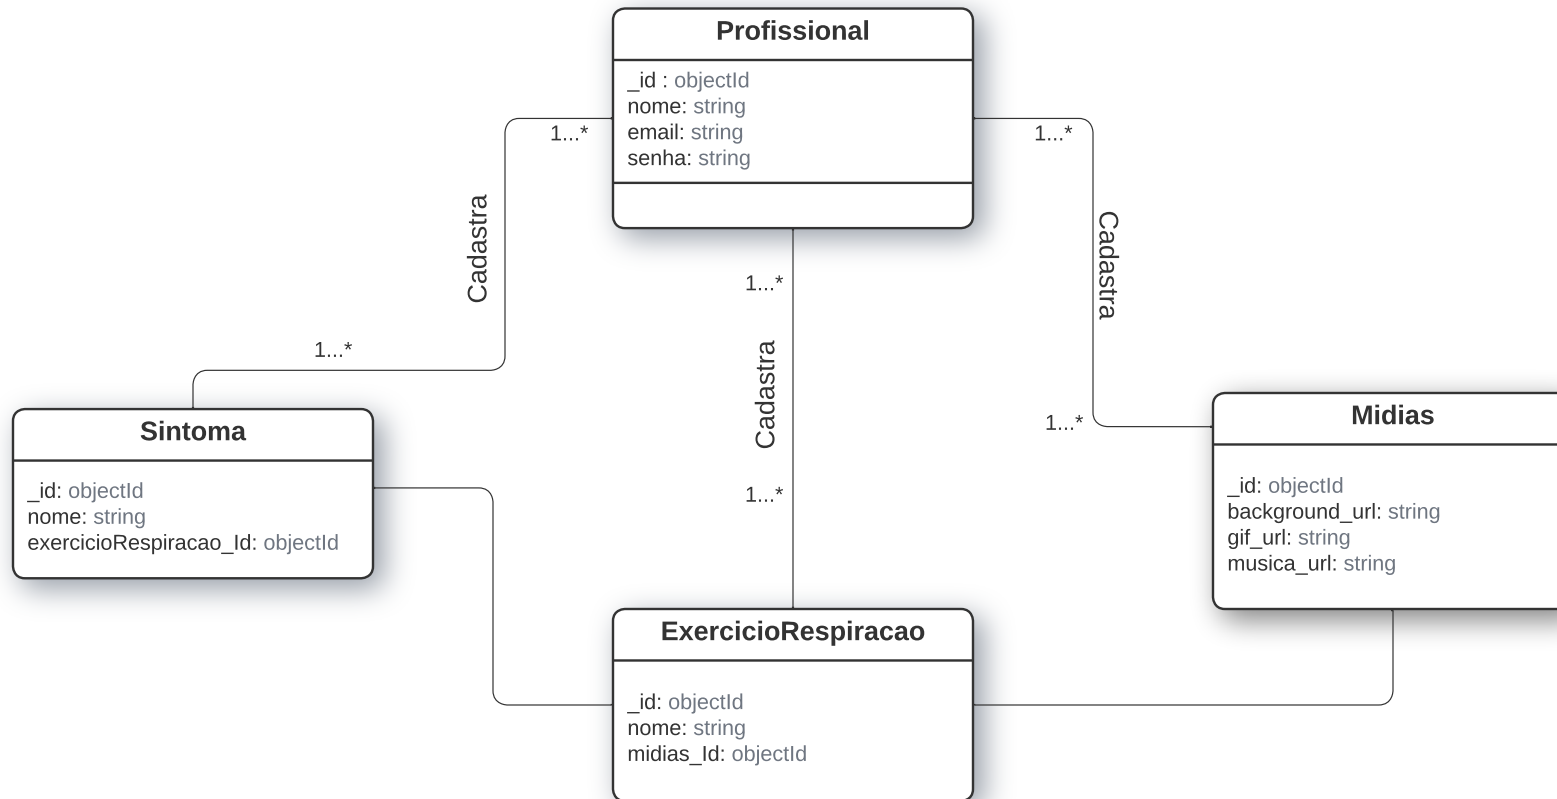 Profissional
_id : objectId
nome: string
email: string
senha: string
1...*
1...*
Cadastra
Cadastra
1...*
1...*
Cadastra
1...*
1...*
Sintoma
_id: objectId
nome: string
exercicioRespiracao_Id: objectId
Midias
_id: objectId
background_url: string
gif_url: string
musica_url: string
ExercicioRespiracao
_id: objectId
nome: string
midias_Id: objectId